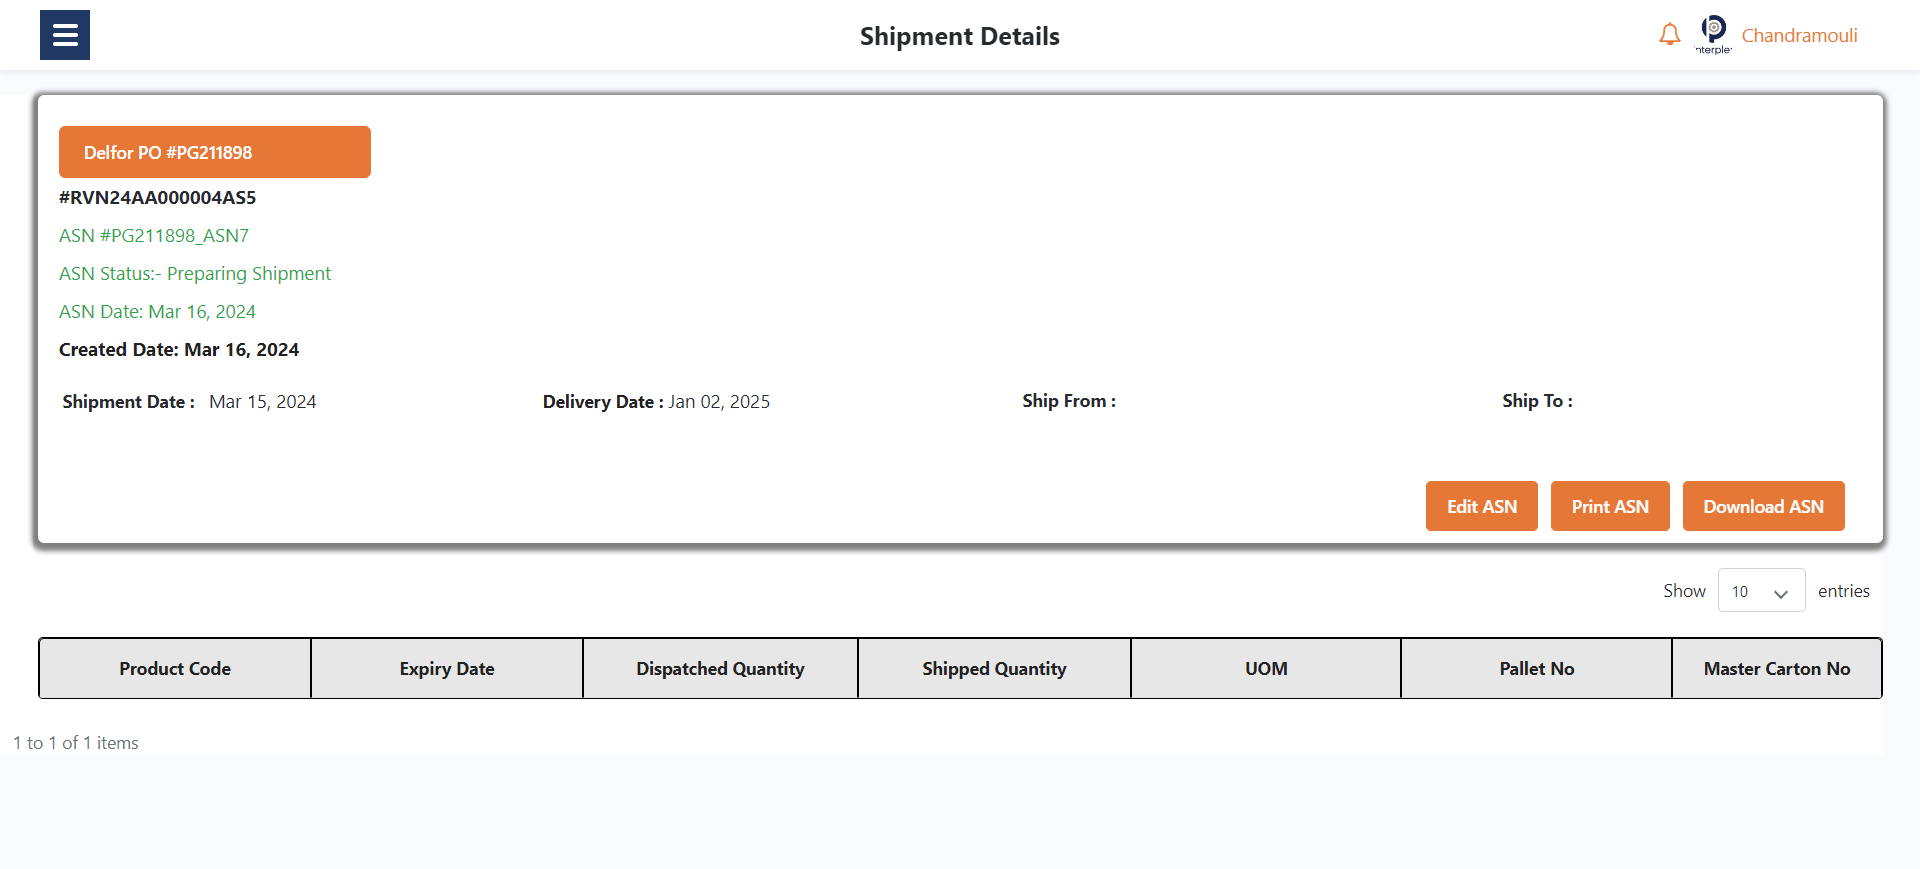 Shipment Details
Chandramouli
Delfor PO #PG211898
#RVN24AA000004AS5
ASN #PG211898_ASN7
ASN Status:- Preparing Shipment
ASN Date: Mar 16, 2024
Created Date: Mar 16, 2024
Shipment Date : Mar 15, 2024 Delivery Date : Jan 02, 2025 Ship From : Ship To :
Edit ASN Print ASN Download ASN
Show 10 entries
Product Code Expiry Date Dispatched Quantity Shipped Quantity UOM Pallet No Master Carton No
1 to 1 of 1 items